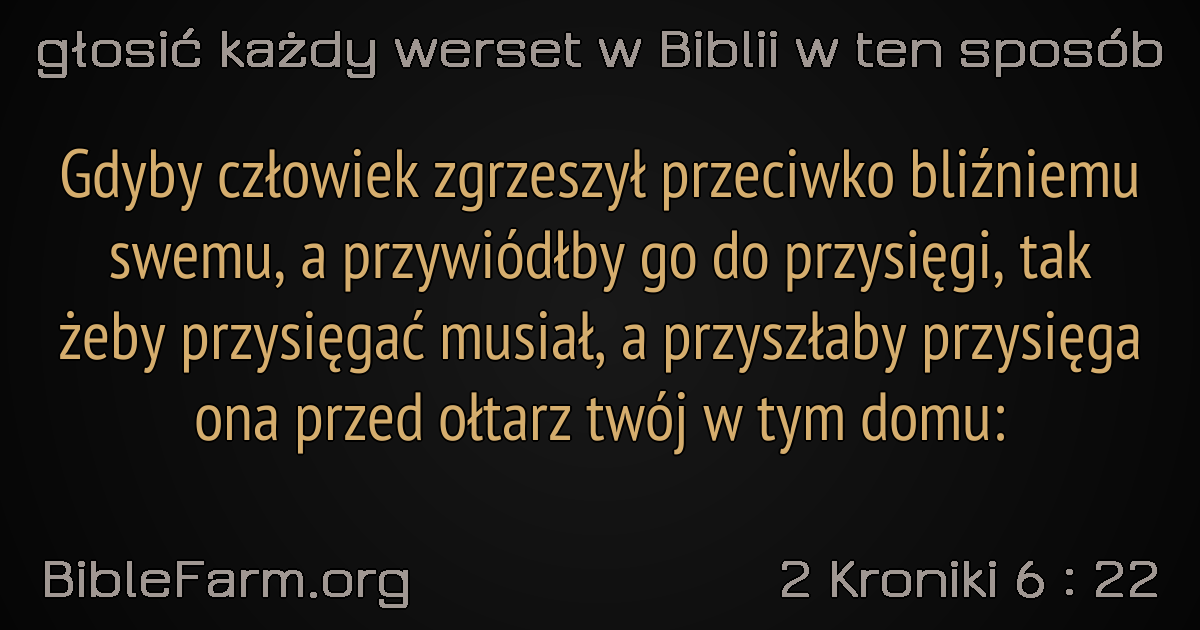 głosić każdy werset w Biblii w ten sposób
Gdyby człowiek zgrzeszył przeciwko bliźniemu
swemu, a przywiódłby go do przysięgi, tak
żeby przysięgać musiał, a przyszłaby przysięga
ona przed ołtarz twój w tym domu:
BibleFarm.org
2 Kroniki 6 : 22